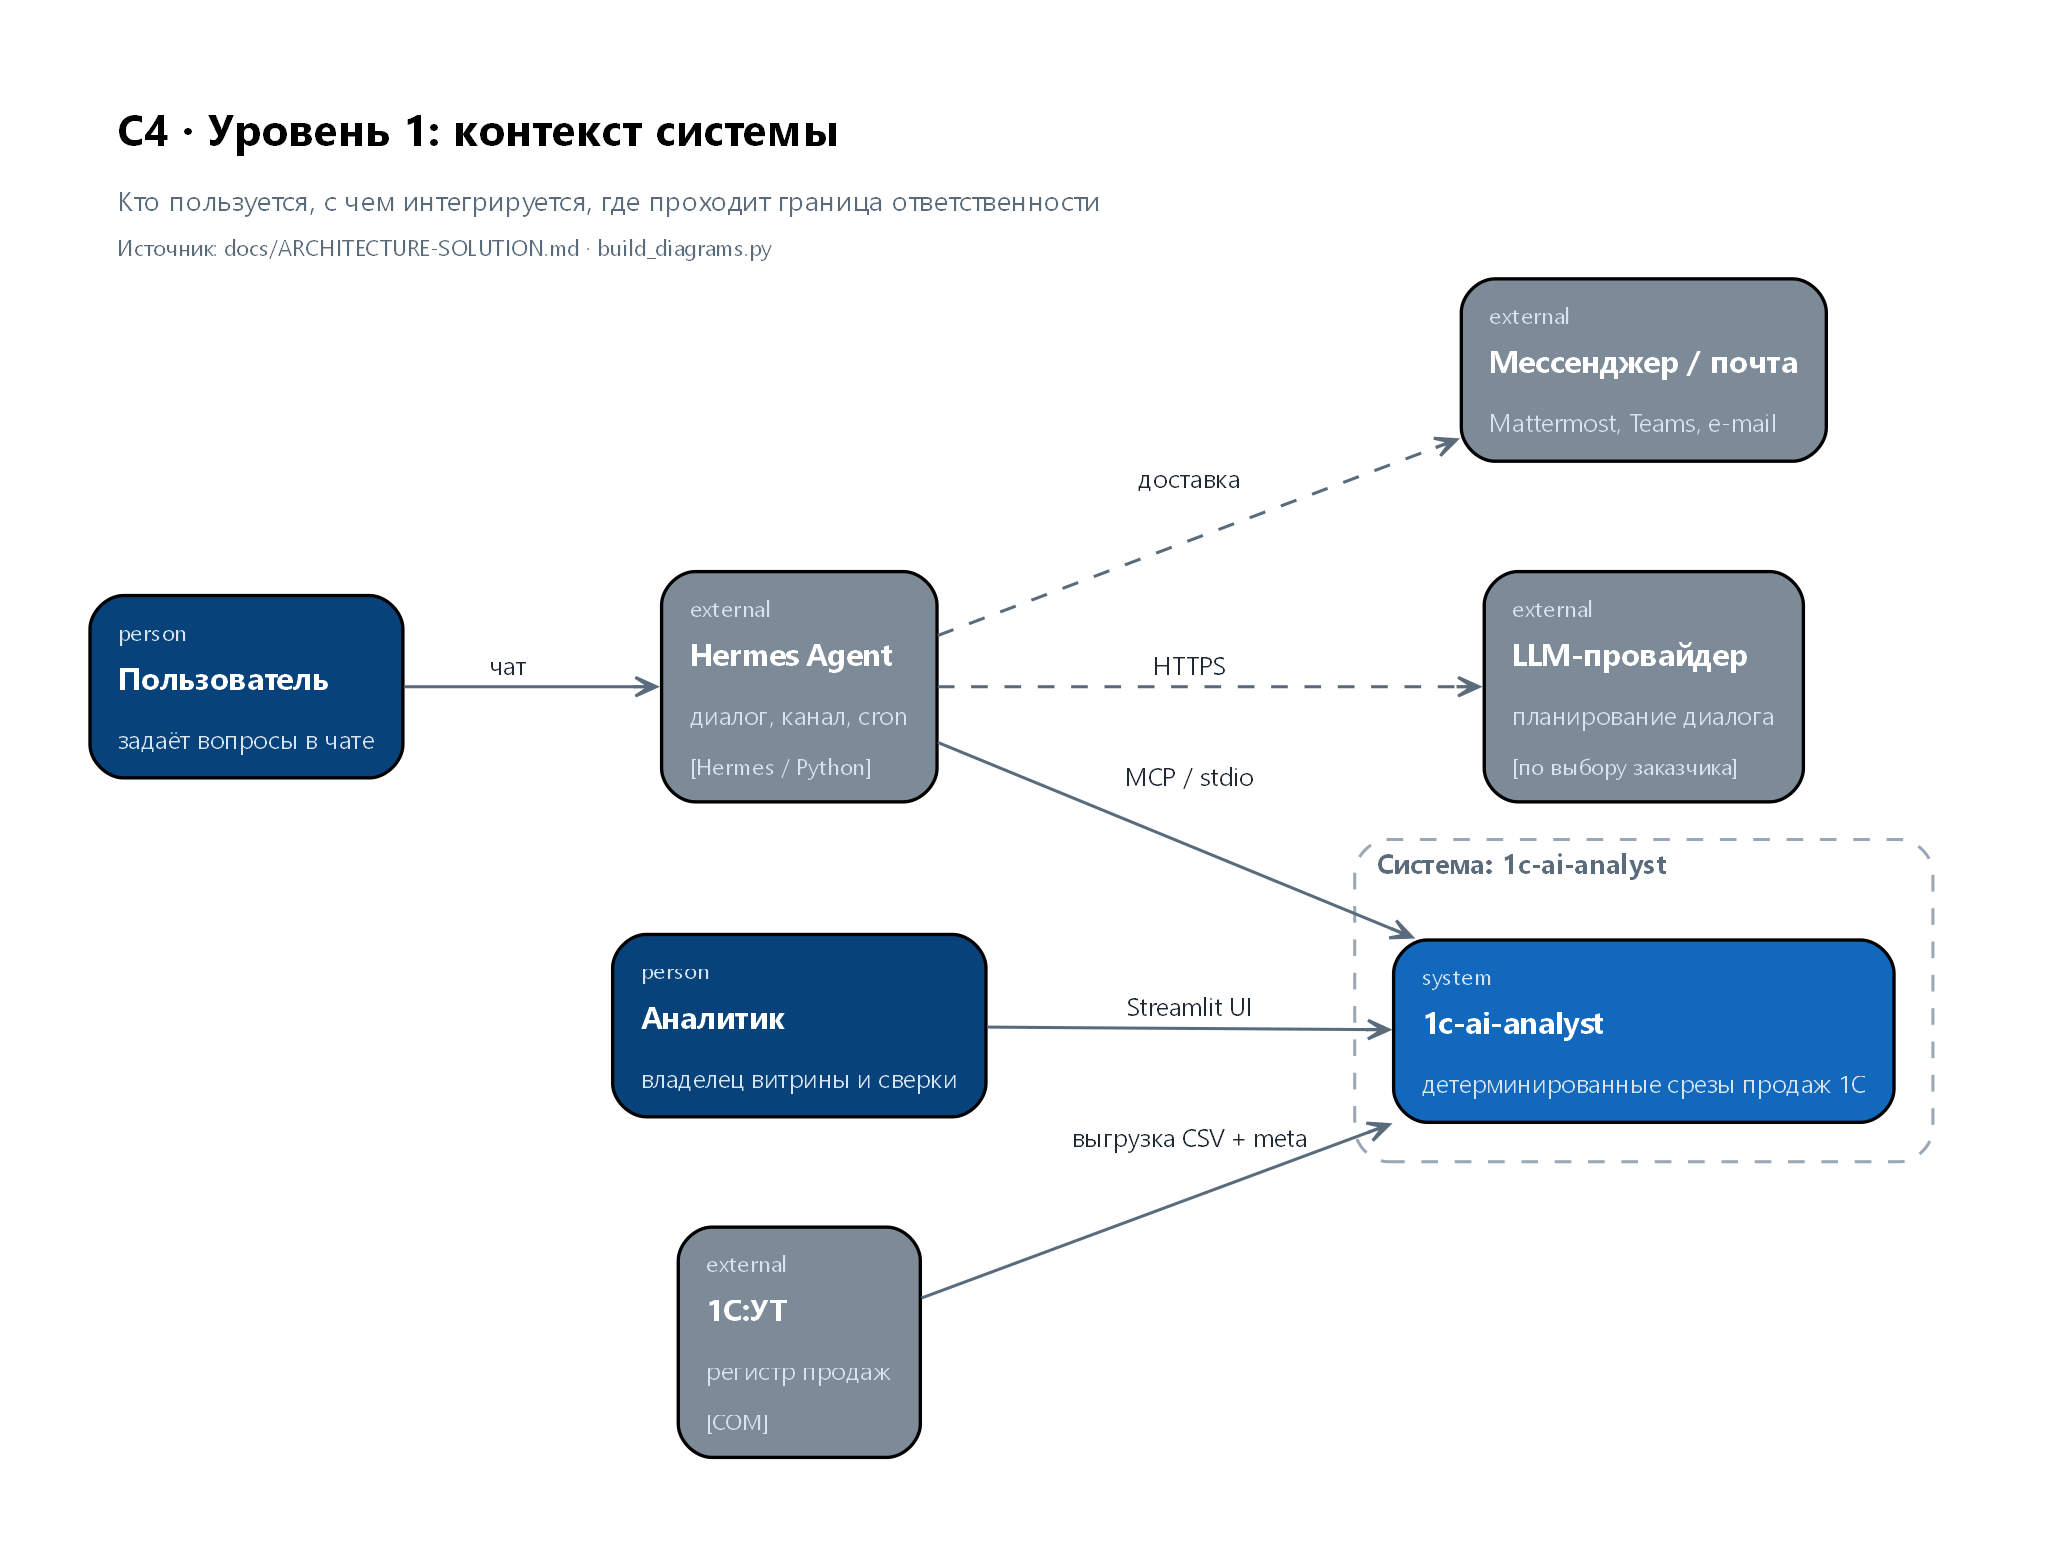 C4 · Уровень 1: контекст системы
Кто пользуется, с чем интегрируется, где проходит граница ответственности
Источник: docs/ARCHITECTURE-SOLUTION.md · build_diagrams.py
external
Мессенджер / почта
Mattermost, Teams, e-mail
доставка
person
Пользователь
задаёт вопросы в чате
чат
external
Hermes Agent
диалог, канал, cron
[Hermes / Python]
HTTPS
external
LLM-провайдер
планирование диалога
[по выбору заказчика]
MCP / stdio
Система: 1c-ai-analyst
person
Аналитик
владелец витрины и сверки
Streamlit UI
system
1c-ai-analyst
детерминированные срезы продаж 1С
выгрузка CSV + meta
external
1С:УТ
регистр продаж
[COM]